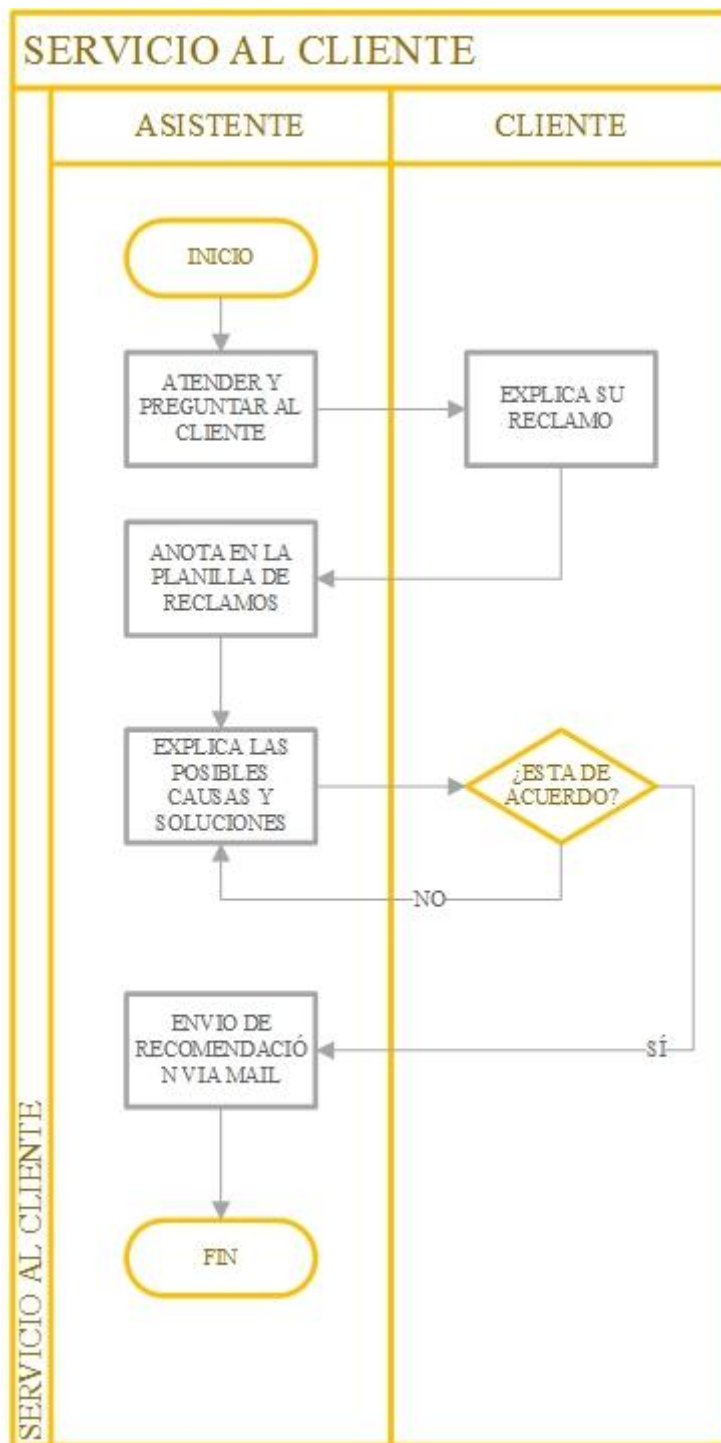 SERVICIO AL CLIENTE
ASISTENTE
CLIENTE
INICIO
ATENDER Y
PREGUNTAR AL
CLIENTE
EXPLICA SU
RECLAMO
ANOTA EN LA
PLANILLA DE
RECLAMOS
EXPLICA LAS
POSIBLES
CAUSAS Y
SOLUCIONES
¿ESTA DE
ACUERDO?
NO
ENVIO DE
RECOMENDACIÓ
N VIA MAIL
SÍ
FIN
SERVICIO AL CLIENTE